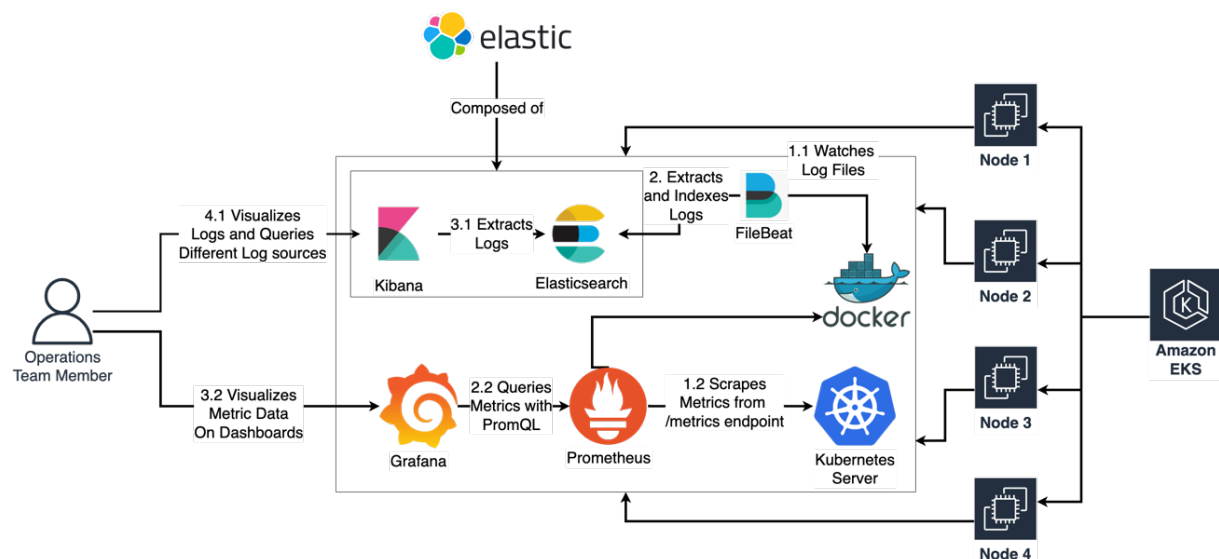 elastic
Composed of
1.1 Watches
Log Files
2. Extracts
and Indexes
Logs
FileBeat
4.1 Visualizes
Logs and Queries
Different Log sources
3.1 Extracts
Logs
Kibana
Elasticsearch
docker
Operations
Team Member
3.2 Visualizes
Metric Data
On Dashboards
2.2 Queries
Metrics with
PromQL
1.2 Scrapes
Metrics from
/metrics endpoint
Grafana
Prometheus
Kubernetes
Server
Node 1
Node 2
Node 3
Node 4
K
Amazon
EKS